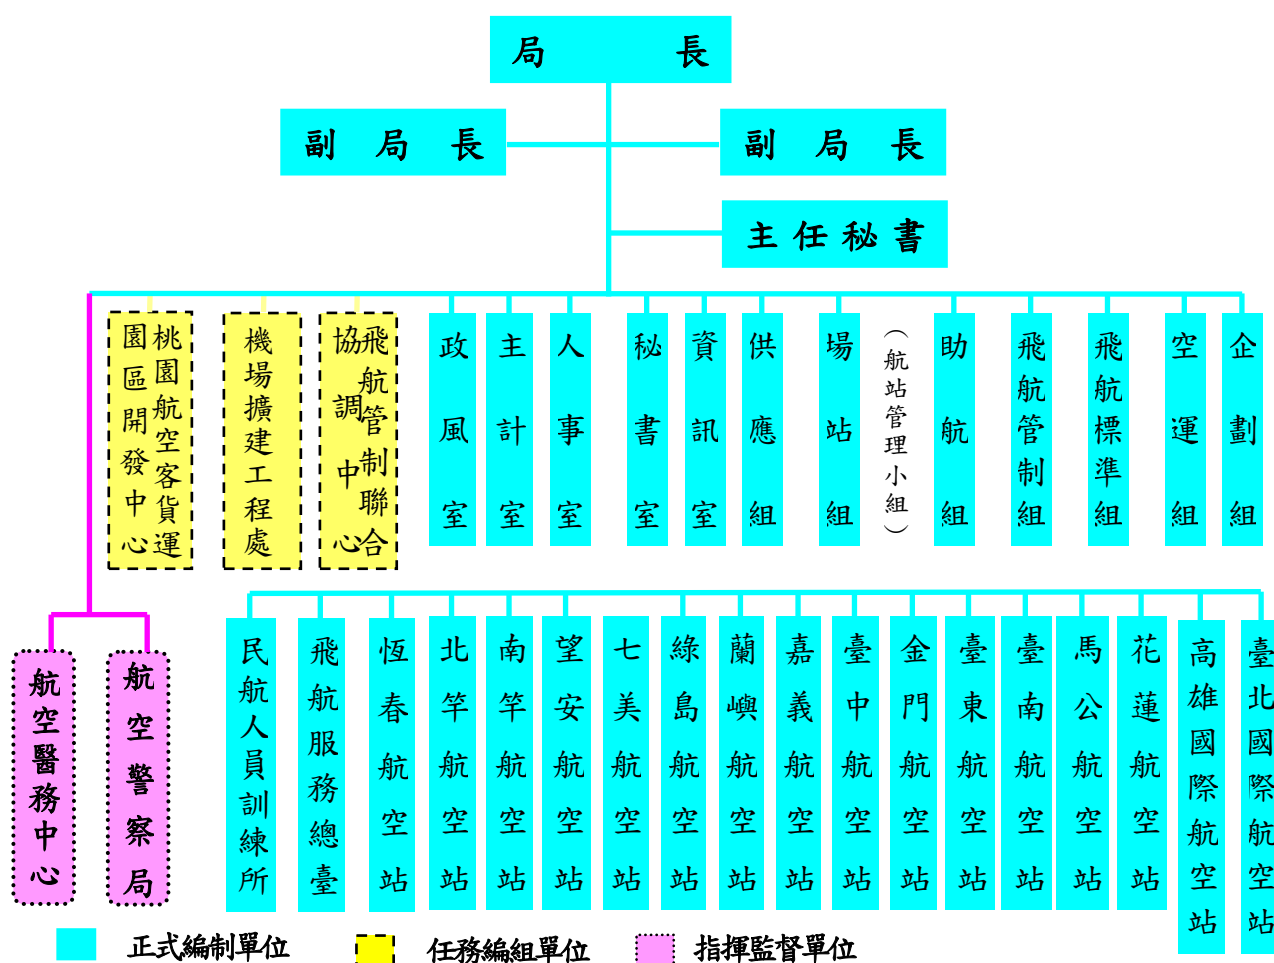 局長
副局長
副局長
主任秘書
桃園航空客貨運
園區開發中心
機場擴建工程處
飛航管制聯合
協調中心
政風室
主計室
人事室
秘書室
資訊室
供應組
場站組
（航站管理小組）
助航組
飛航管制組
飛航標準組
空運組
企劃組
航空醫務中心
航空警察局
民航人員訓練所
飛航服務總臺
恆春航空站
北竿航空站
南竿航空站
望安航空站
七美航空站
綠島航空站
蘭嶼航空站
嘉義航空站
臺中航空站
金門航空站
臺東航空站
臺南航空站
馬公航空站
花蓮航空站
高雄國際航空站
臺北國際航空站
正式編制單位
任務編組單位
指揮監督單位